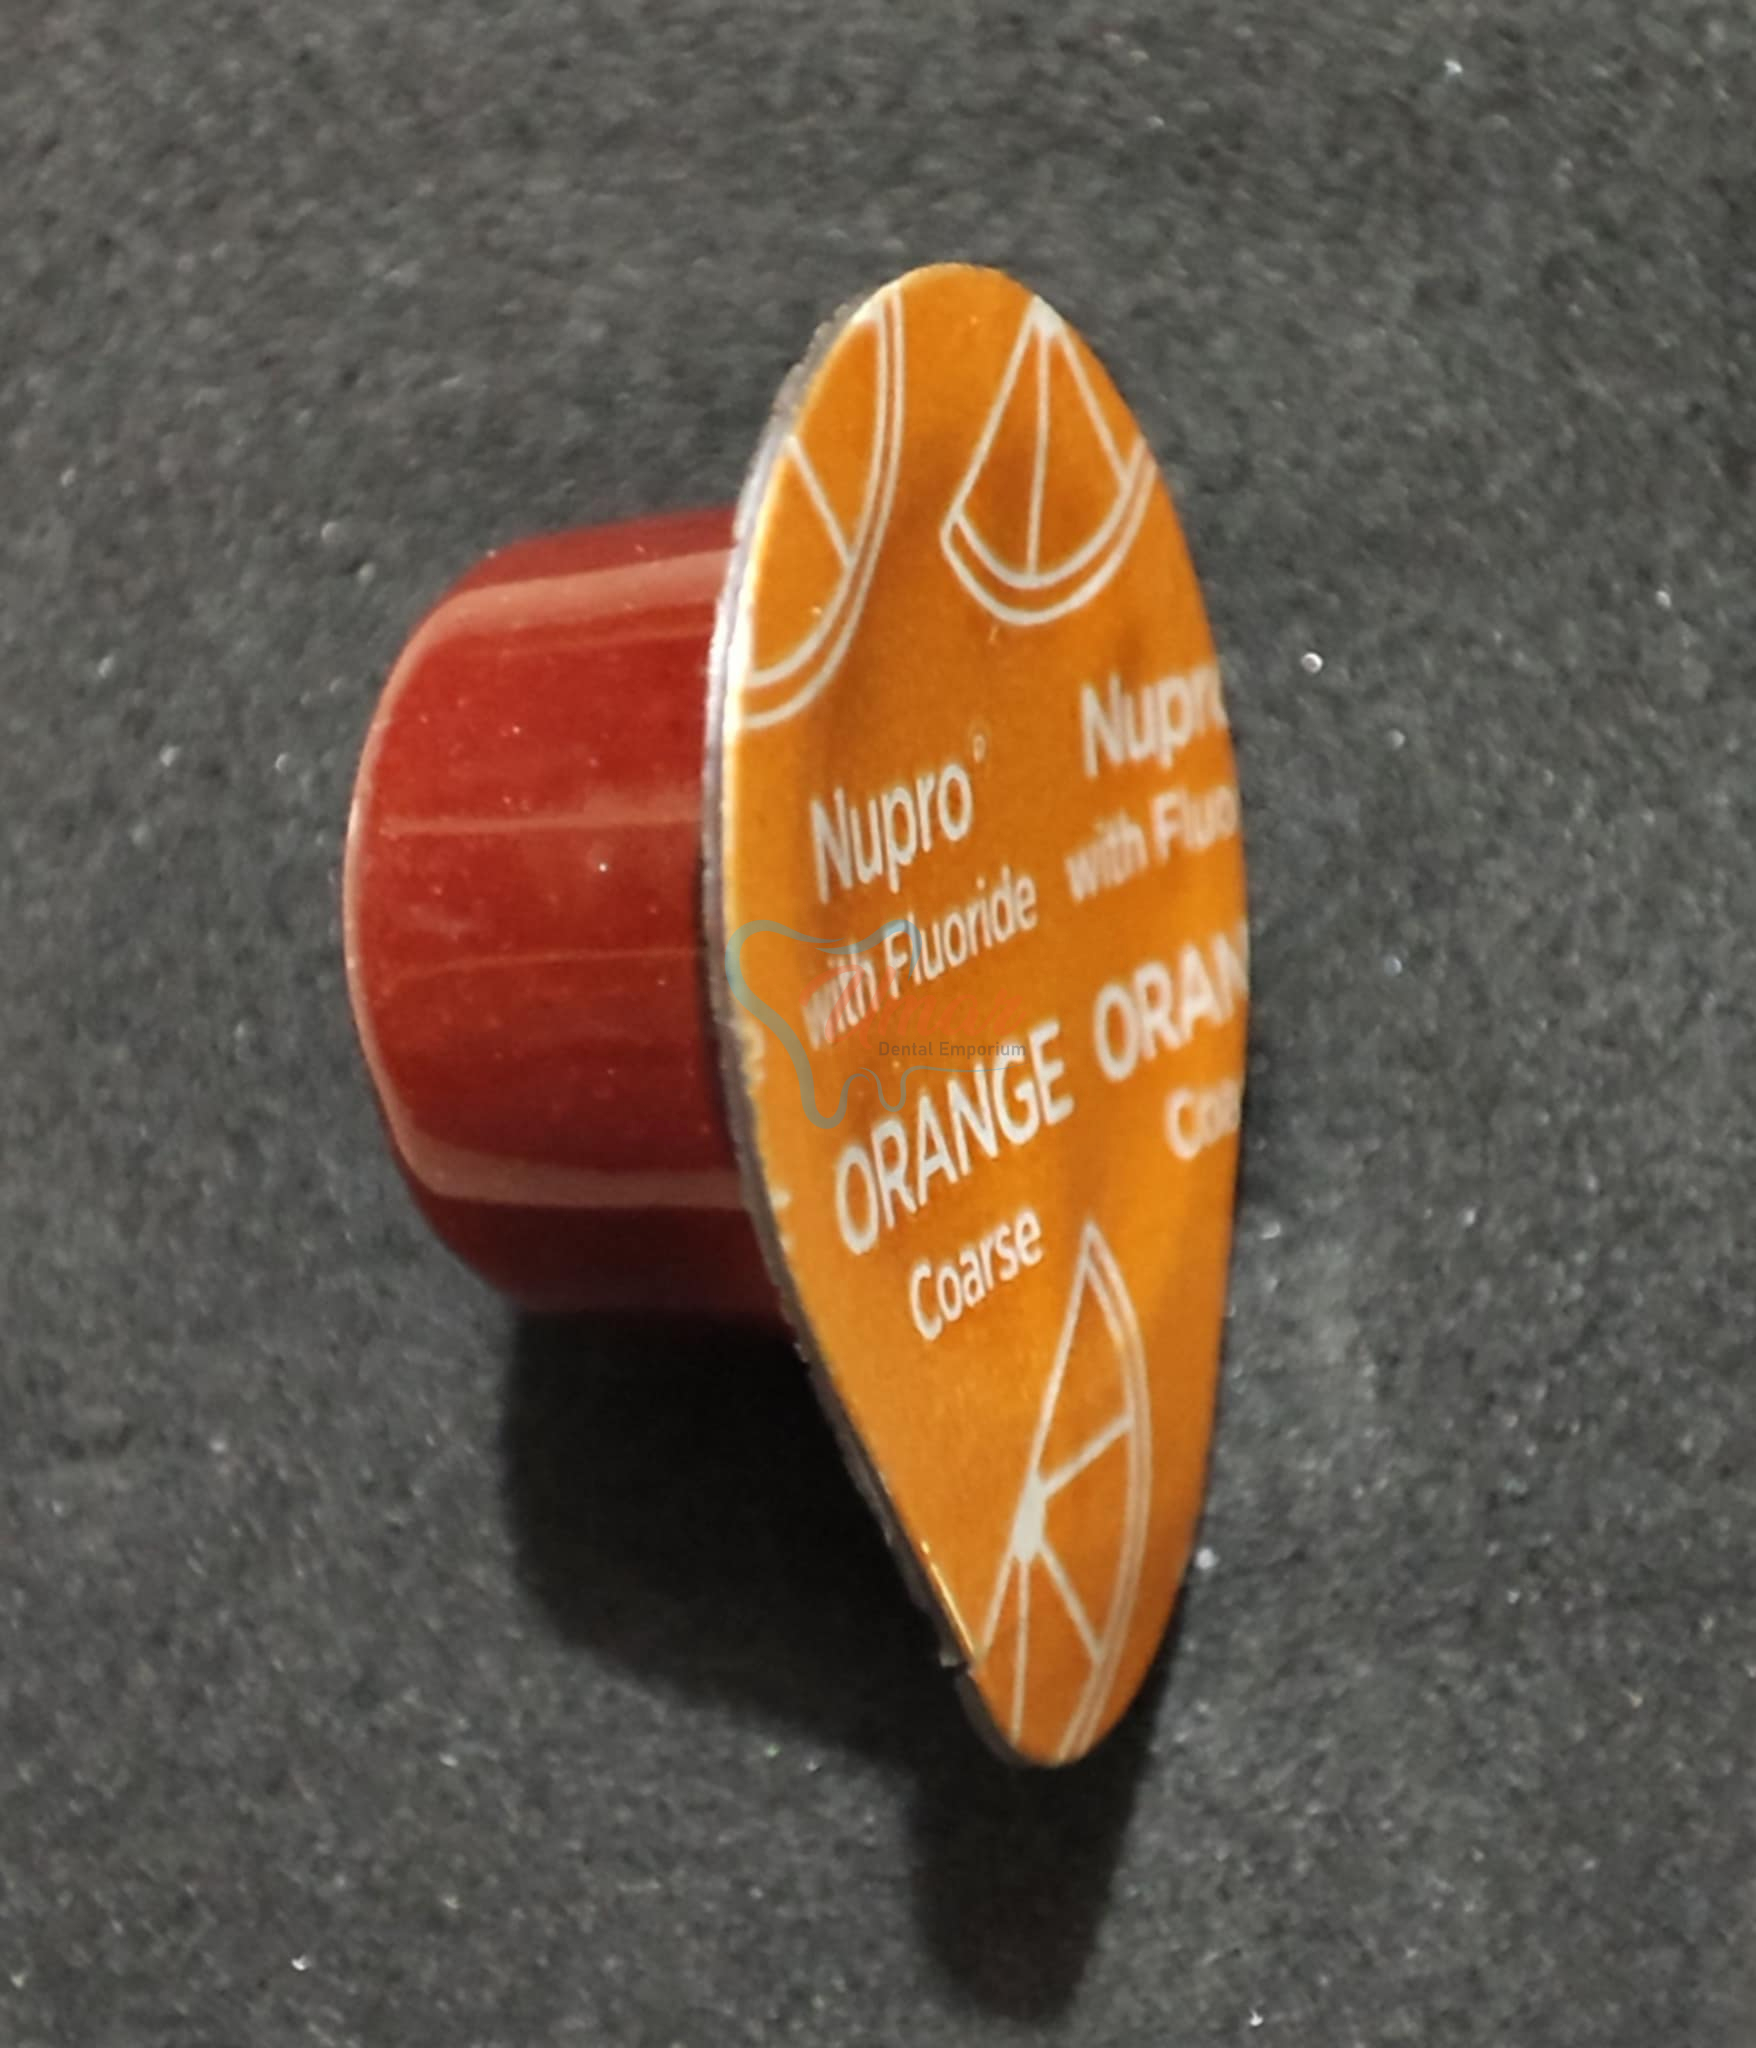 Nupro
with Fluoride
ORANGE
Coarse
Nupro
with Fluo
ORAN
Coa
Dental Emporium